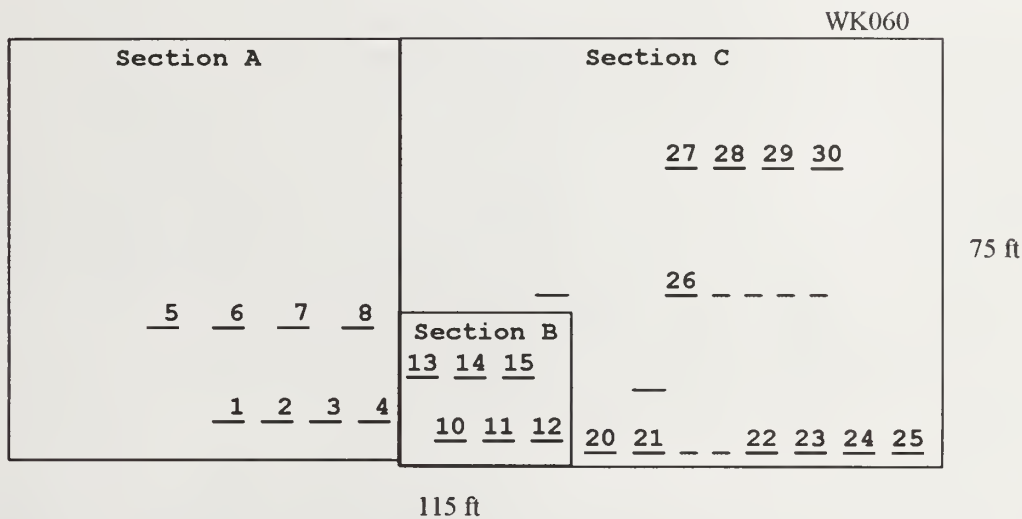 WK060
Section A Section C
27 28 29 30
75 ft
26
5 6 7 8
Section B
13 14 15
1 2 3 4
10 11 12
20 21 22 23 24 25
115 ft